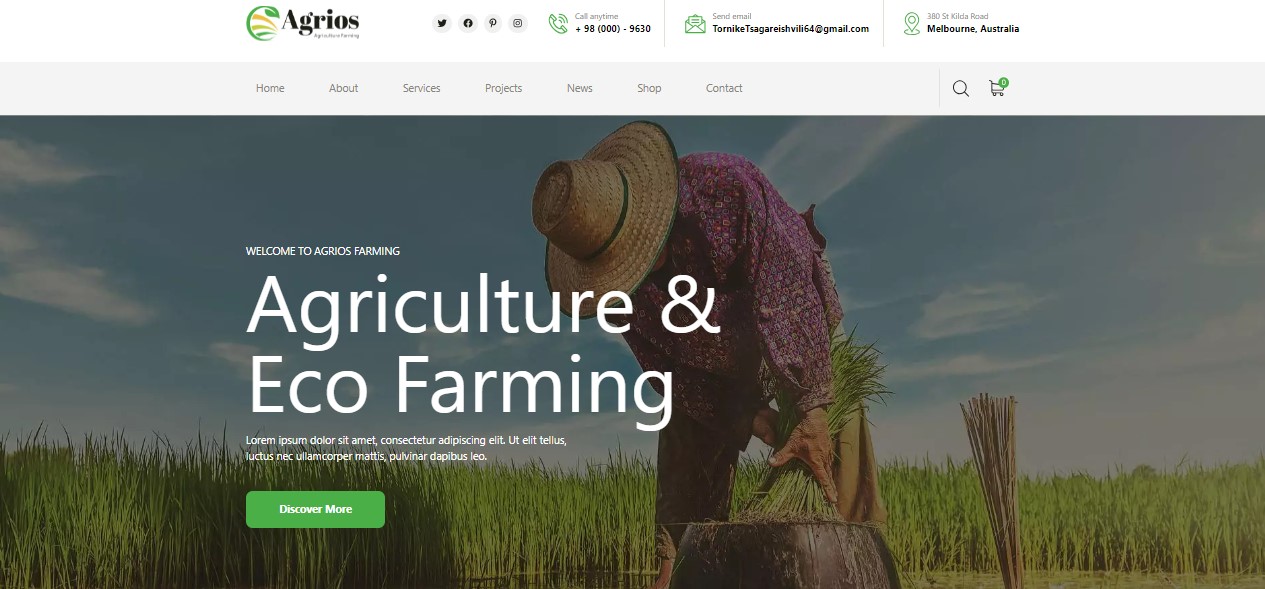 Agrios
Agriculture Farming
Call anytime
+ 98 (000) - 9630
Send email
TornikeTsagareishvili64@gmail.com
380 St Kilda Road
Melbourne, Australia
Home
About
Services
Projects
News
Shop
Contact
0
WELCOME TO AGRIOS FARMING
Agriculture &
Eco Farming
Lorem ipsum dolor sit amet, consectetur adipiscing elit. Ut elit tellus,
luctus nec ullamcorper mattis, pulvinar dapibus leo.
Discover More